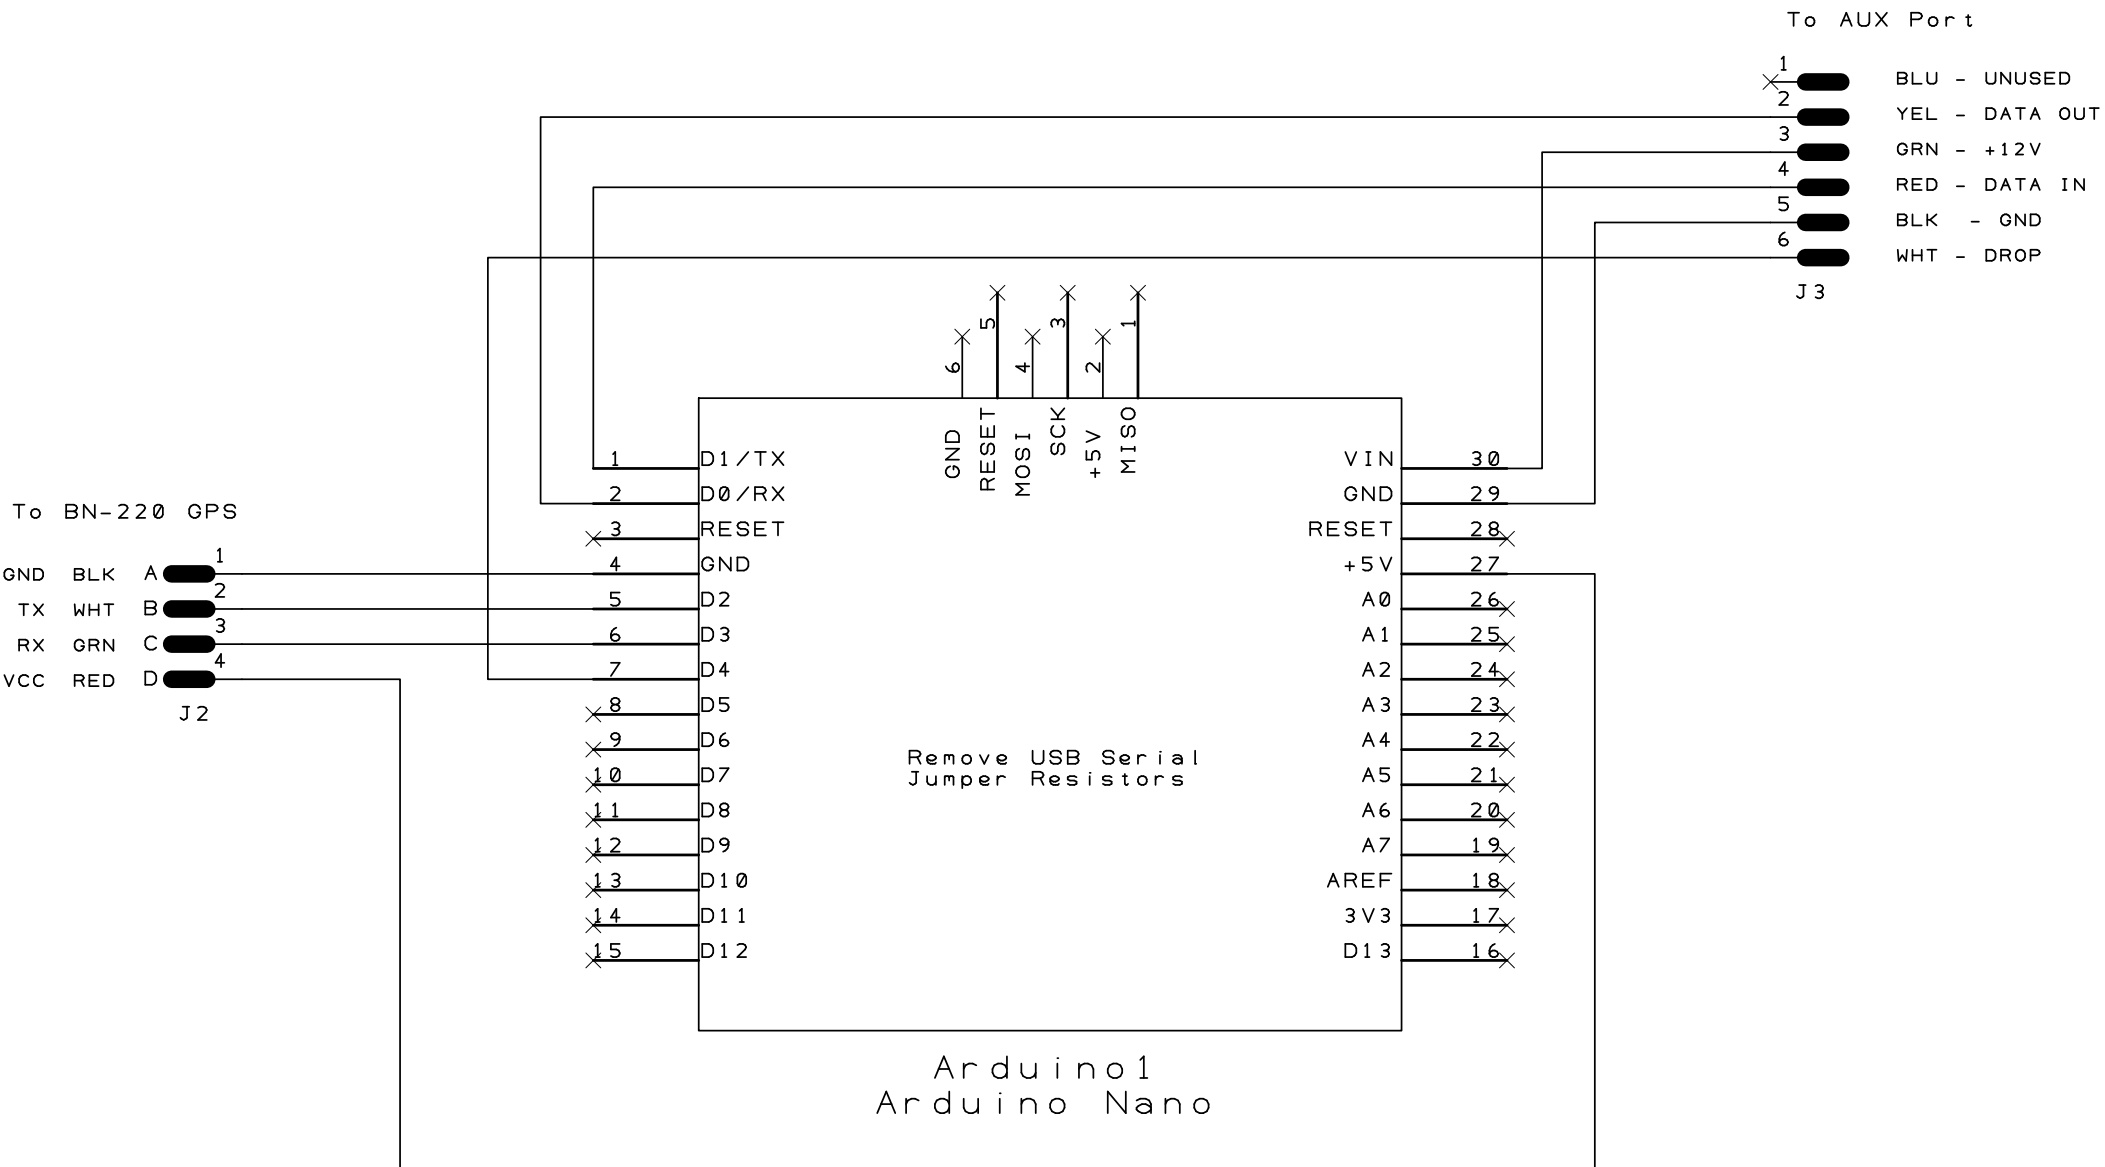 To AUX Port
1 BLU - UNUSED
2 YEL - DATA OUT
3 GRN - +12V
4 RED - DATA IN
5 BLK - GND
6 WHT - DROP
J3
6 5 4 3 2 1
GND RESET MOSI SCK +5V MISO
1 D1/TX VIN 30
2 D0/RX GND 29
3 RESET RESET 28
4 GND +5V 27
5 D2 A0 26
6 D3 A1 25
7 D4 A2 24
8 D5 A3 23
9 D6 A4 22
10 D7 A5 21
11 D8 A6 20
12 D9 A7 19
13 D10 AREF 18
14 D11 3V3 17
15 D12 D13 16
To BN-220 GPS
GND BLK A 1
TX WHT B 2
RX GRN C 3
VCC RED D 4
J2
Remove USB Serial
Jumper Resistors
Arduino1
Arduino Nano